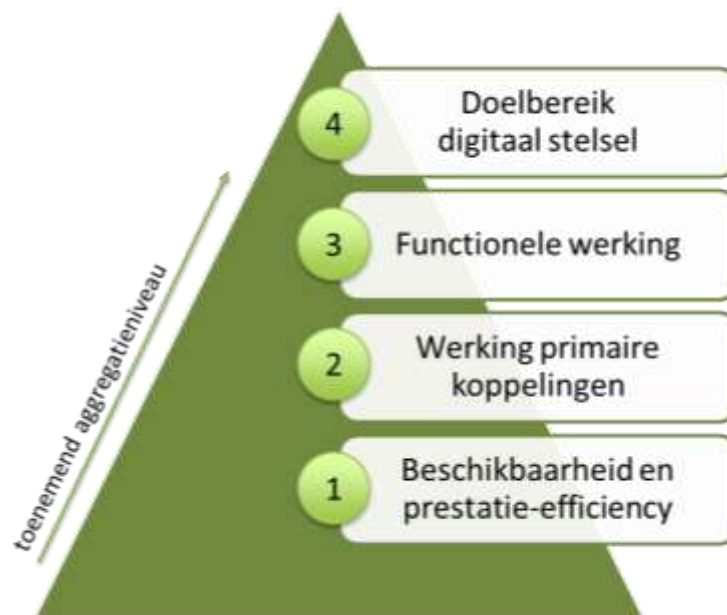 4
Doelbereik
digitaal stelsel
3
Functionele werking
2
Werking primaire
koppelingen
1
Beschikbaarheid en
prestatie-efficiency
toenemend aggregatieniveau